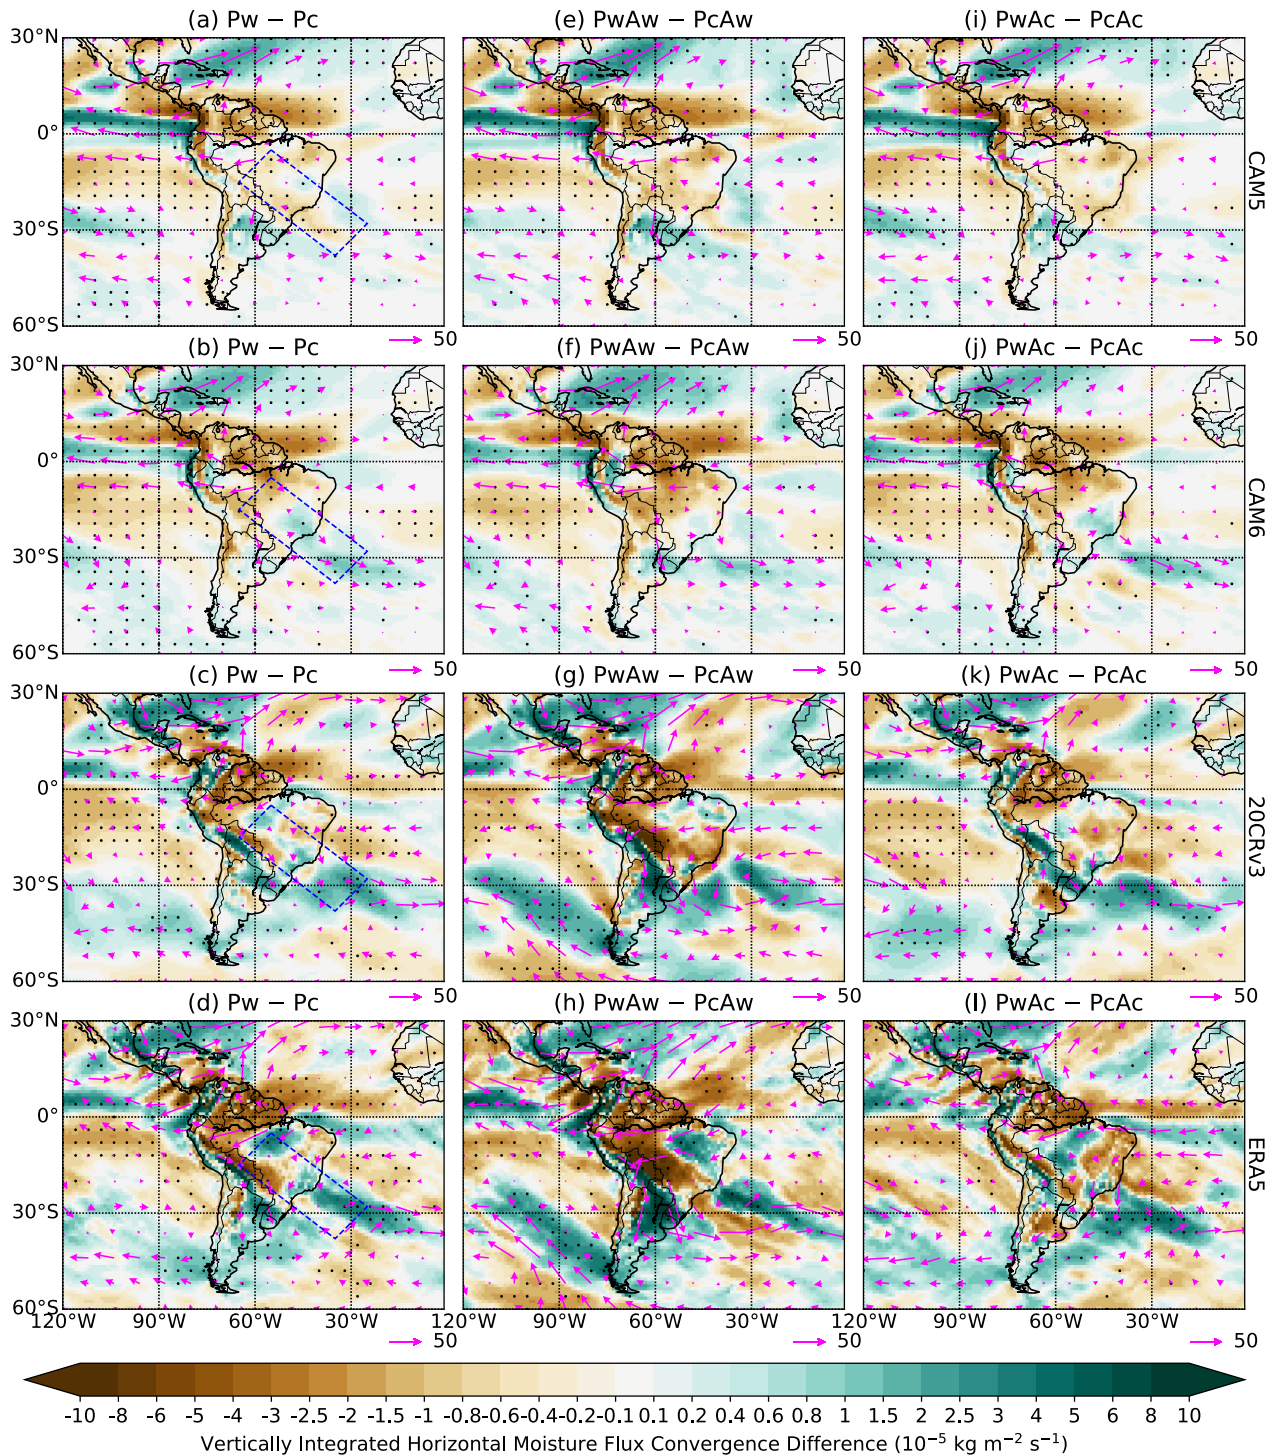 (a) Pw − Pc
(e) PwAw − PcAw
(i) PwAc − PcAc
30°N
0°
30°S
60°S
CAM5
50
50
50
(b) Pw − Pc
(f) PwAw − PcAw
(j) PwAc − PcAc
30°N
0°
30°S
60°S
CAM6
50
50
50
(c) Pw − Pc
(g) PwAw − PcAw
(k) PwAc − PcAc
30°N
0°
30°S
60°S
20CRv3
50
50
50
(d) Pw − Pc
(h) PwAw − PcAw
(l) PwAc − PcAc
30°N
0°
30°S
60°S
ERA5
120°W 90°W 60°W 30°W 120°W 90°W 60°W 30°W 120°W 90°W 60°W 30°W
50
50
50
-10 -8 -6 -5 -4 -3 -2.5 -2 -1.5 -1 -0.8 -0.6 -0.4 -0.2 -0.1 0.1 0.2 0.4 0.6 0.8 1 1.5 2 2.5 3 4 5 6 8 10
Vertically Integrated Horizontal Moisture Flux Convergence Difference (10⁻⁵ kg m⁻² s⁻¹)